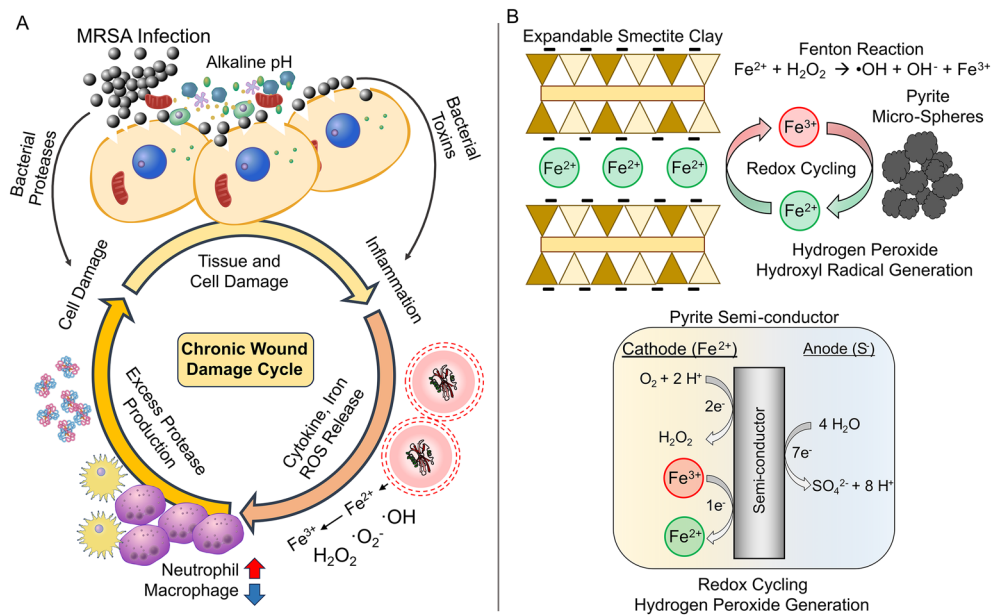 A
MRSA Infection
Alkaline pH
Bacterial
Proteases
Bacterial
Toxins
Cell Damage
Tissue and
Cell Damage
Inflammation
Chronic Wound
Damage Cycle
Excess Protease
Production
Cytokine, Iron
ROS Release
Fe²⁺
Fe³⁺
·OH
·O₂⁻
H₂O₂
Neutrophil
Macrophage
B
Expandable Smectite Clay
Fe²⁺ Fe²⁺ Fe²⁺
Fenton Reaction
Fe²⁺ + H₂O₂ → •OH + OH⁻ + Fe³⁺
Pyrite
Micro-Spheres
Fe³⁺
Redox Cycling
Fe²⁺
Hydrogen Peroxide
Hydroxyl Radical Generation
Pyrite Semi-conductor
Cathode (Fe²⁺)
Anode (S⁻)
O₂ + 2 H⁺
2e⁻
H₂O₂
Fe³⁺
1e⁻
Fe²⁺
Semi-conductor
4 H₂O
7e⁻
SO₄²⁻ + 8 H⁺
Redox Cycling
Hydrogen Peroxide Generation